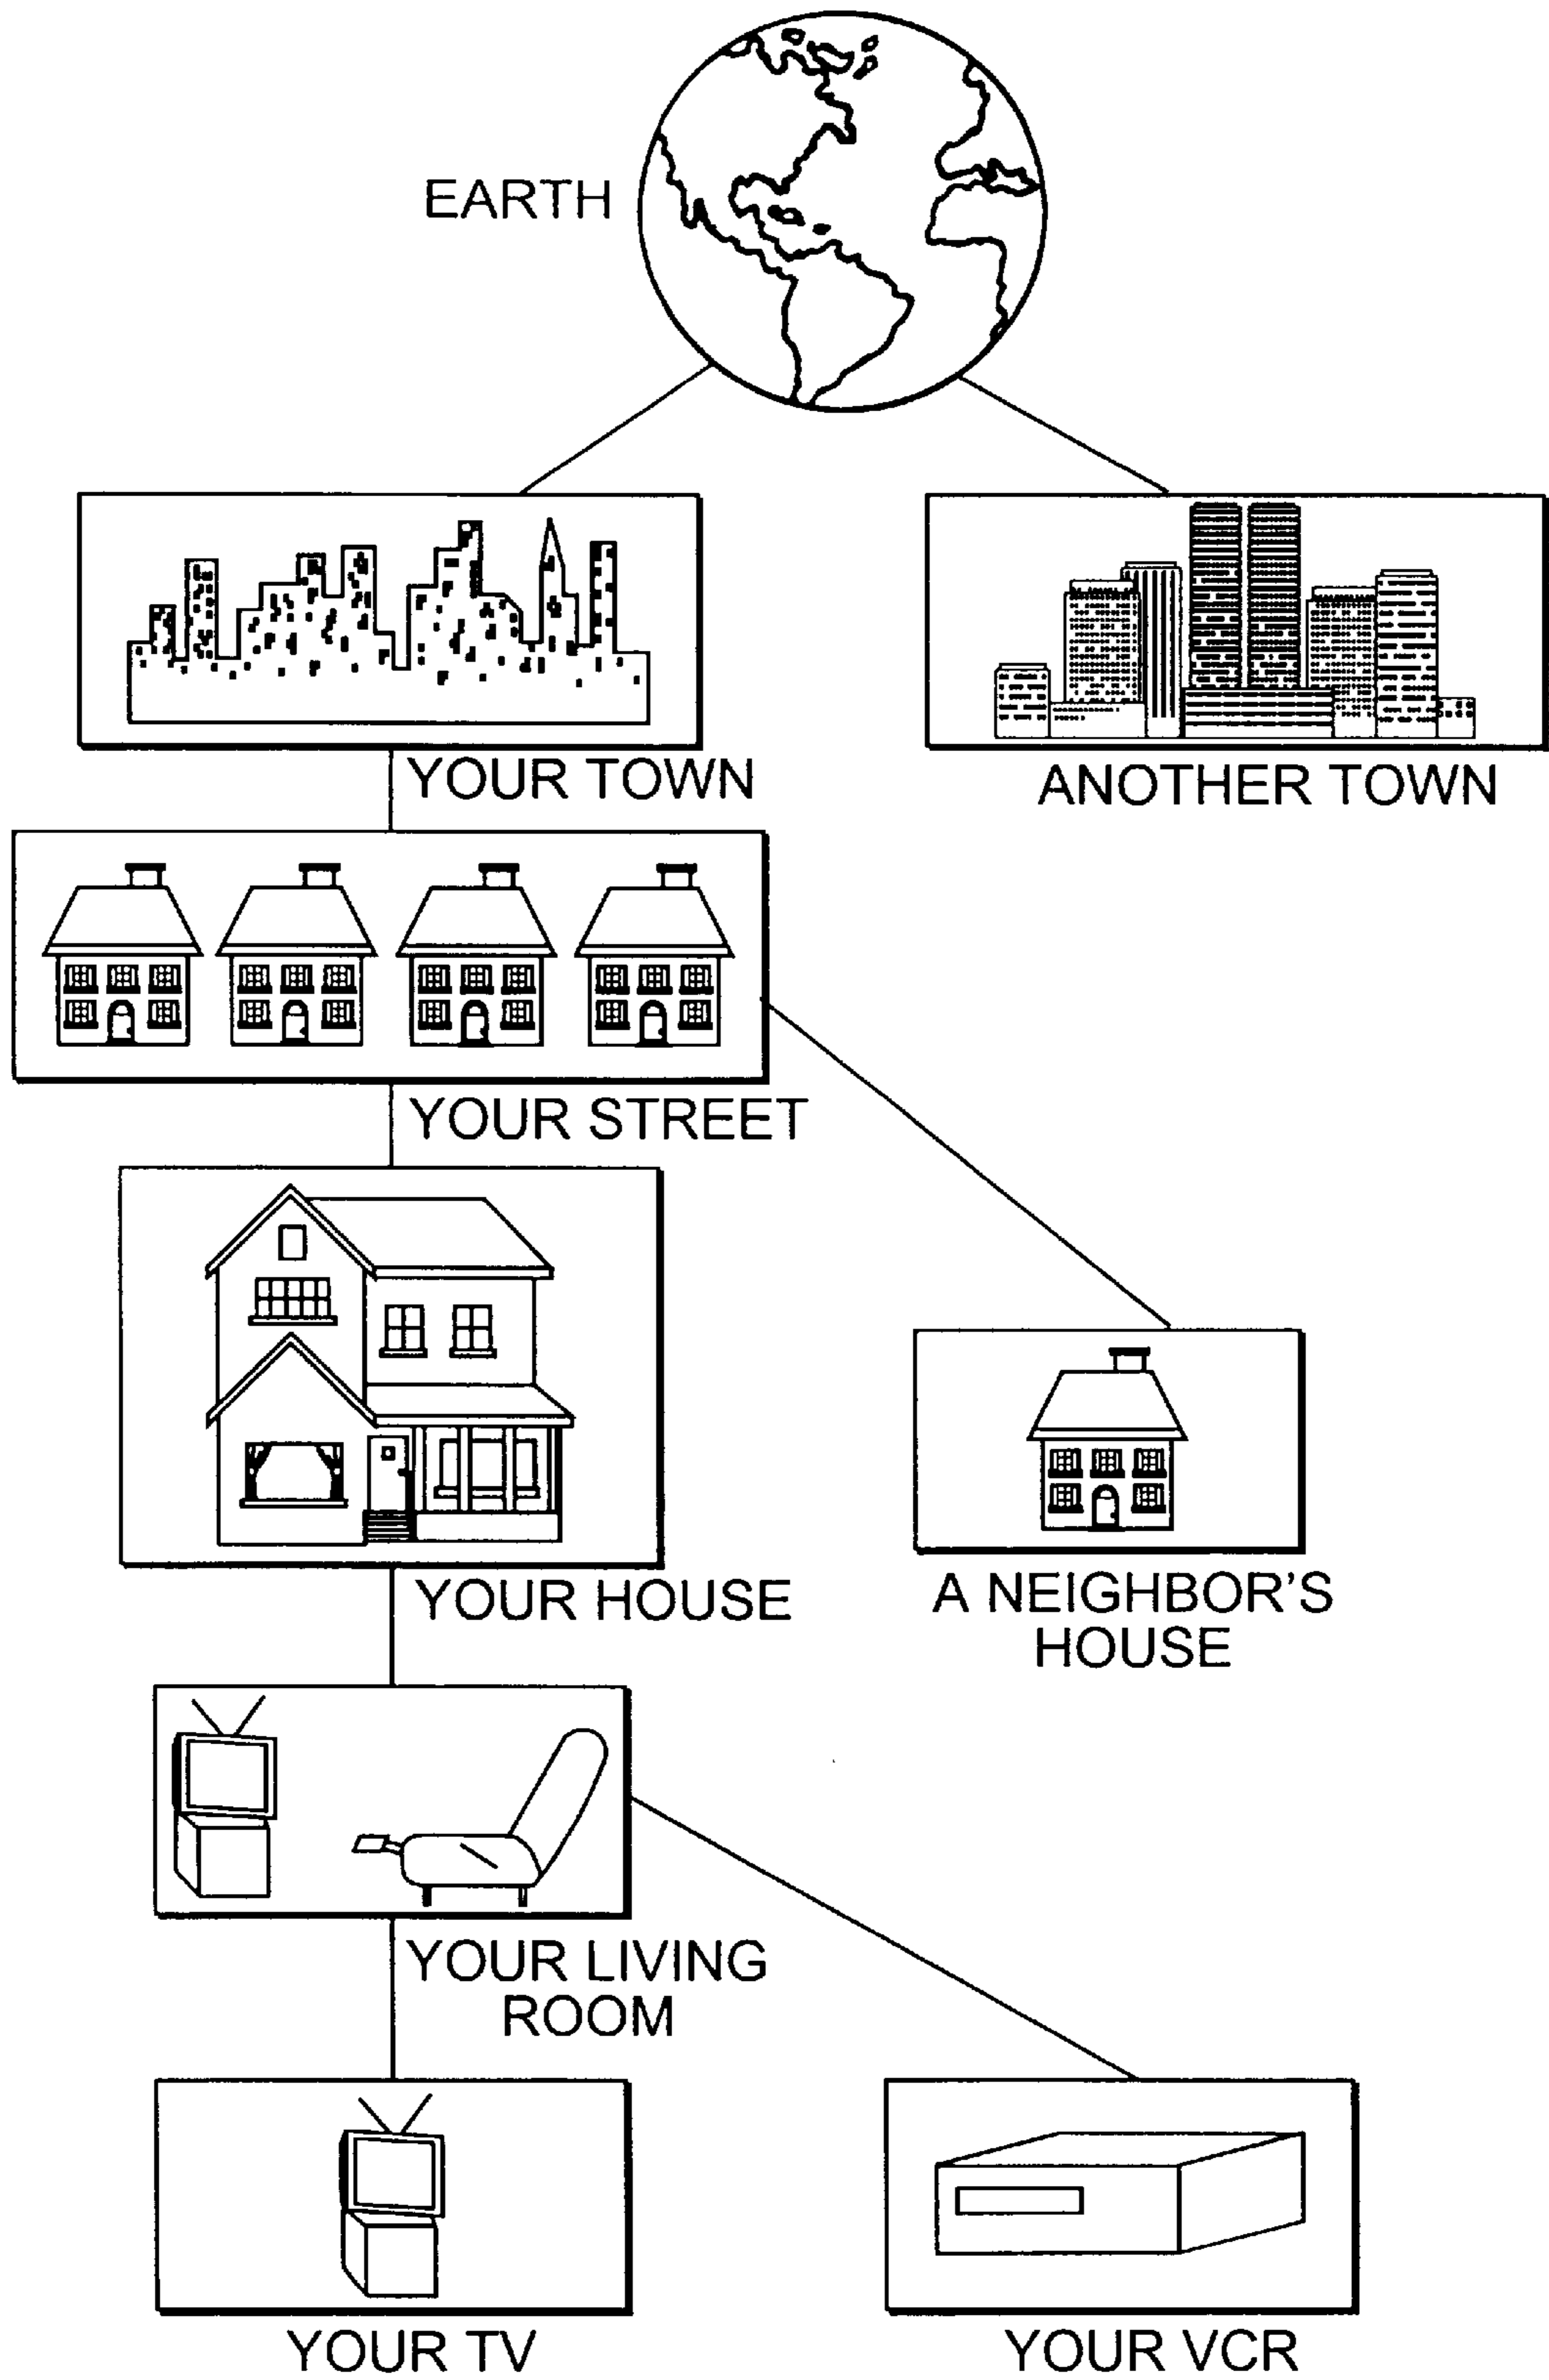 EARTH
YOUR TOWN
ANOTHER TOWN
YOUR STREET
YOUR HOUSE
A NEIGHBOR'S
HOUSE
YOUR LIVING
ROOM
YOUR TV
YOUR VCR